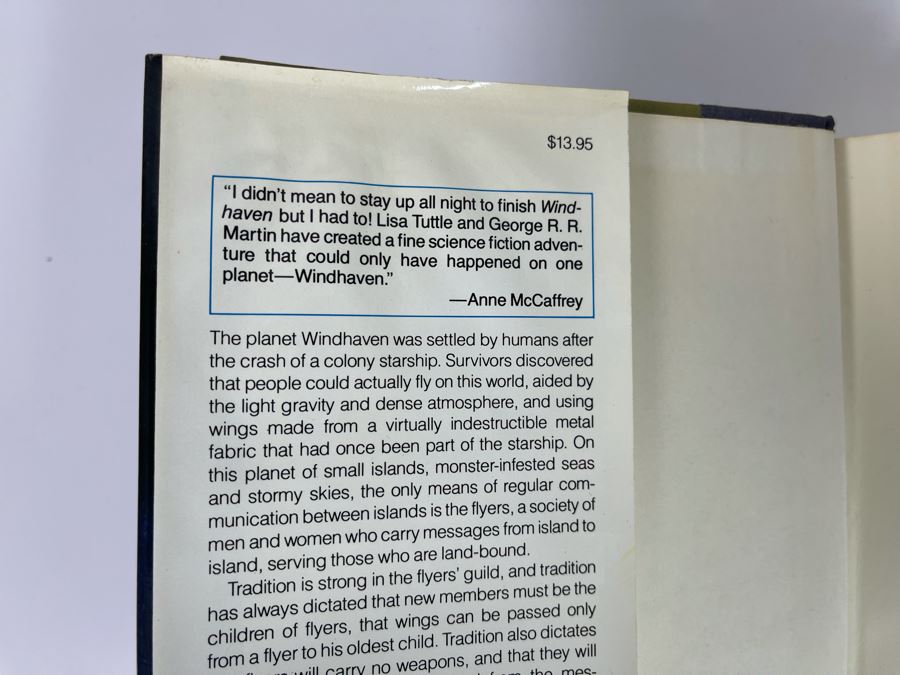 $13.95
“I didn’t mean to stay up all night to finish Wind-
haven but I had to! Lisa Tuttle and George R. R.
Martin have created a fine science fiction adven-
ture that could only have happened on one
planet—Windhaven.”
—Anne McCaffrey
The planet Windhaven was settled by humans after
the crash of a colony starship. Survivors discovered
that people could actually fly on this world, aided by
the light gravity and dense atmosphere, and using
wings made from a virtually indestructible metal
fabric that had once been part of the starship. On
this planet of small islands, monster-infested seas
and stormy skies, the only means of regular com-
munication between islands is the flyers, a society of
men and women who carry messages from island to
island, serving those who are land-bound.
Tradition is strong in the flyers’ guild, and tradition
has always dictated that new members must be the
children of flyers, that wings can be passed only
from a flyer to his oldest child. Tradition also dictates
will carry no weapons, and that they will
the mes-